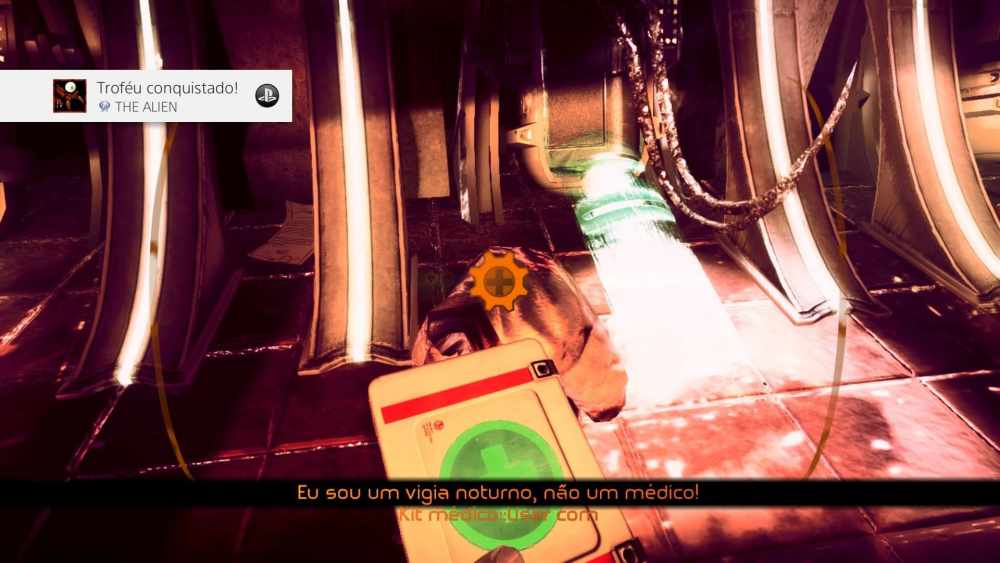 Troféu conquistado!
THE ALIEN
Eu sou um vigia noturno, não um médico!
Kit médico: Usar com